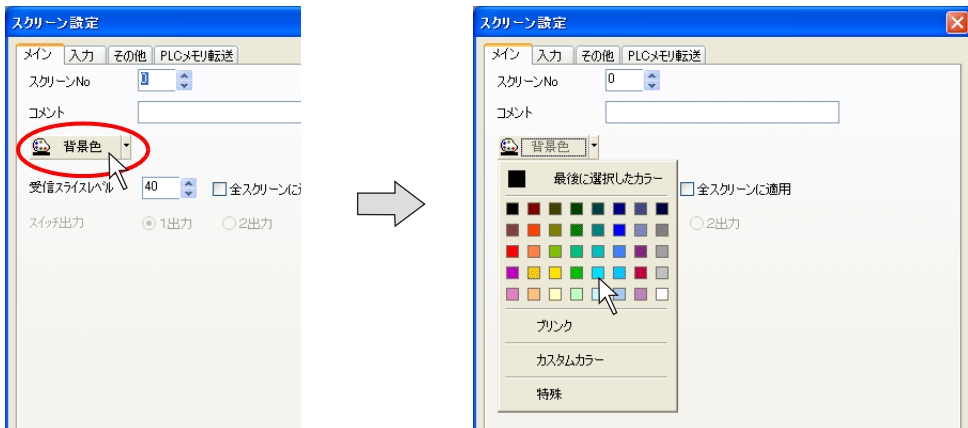 スクリーン設定
メイン 入力 その他 PLCメモリ転送
スクリーンNo 0
コメント
背景色
受信スライスレベル 40 全スクリーンに
スイッチ出力 1出力 2出力
スクリーン設定
メイン 入力 その他 PLCメモリ転送
スクリーンNo 0
コメント
背景色
最後に選択したカラー
全スクリーンに適用
2出力
ブリンク
カスタムカラー
特殊